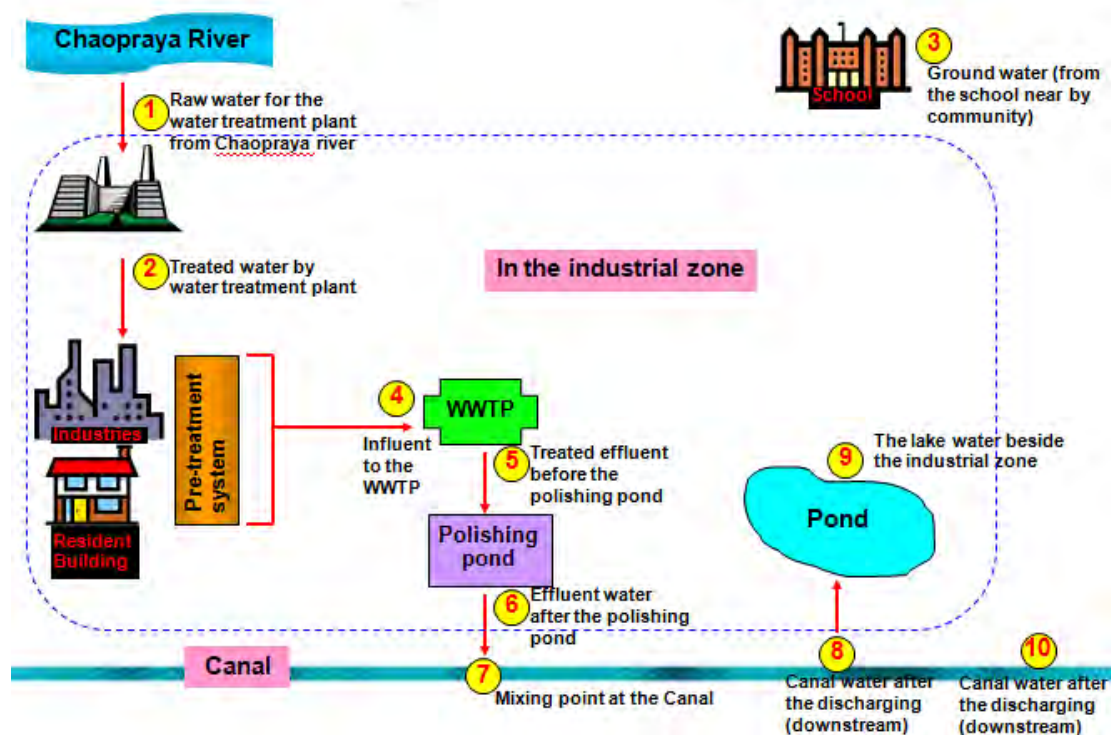 Chaopraya River
1
Raw water for the
water treatment plant
from Chaopraya river
3
Ground water (from
the school near by
community)
School
2
Treated water by
water treatment plant
In the industrial zone
Industries
Pre-treatment
system
Resident
Building
4
Influent
to the
WWTP
WWTP
5
Treated effluent
before the
polishing pond
Polishing
pond
6
Effluent water
after the polishing
pond
9
The lake water beside
the industrial zone
Pond
Canal
7
Mixing point at the Canal
8
Canal water after
the discharging
(downstream)
10
Canal water after
the discharging
(downstream)